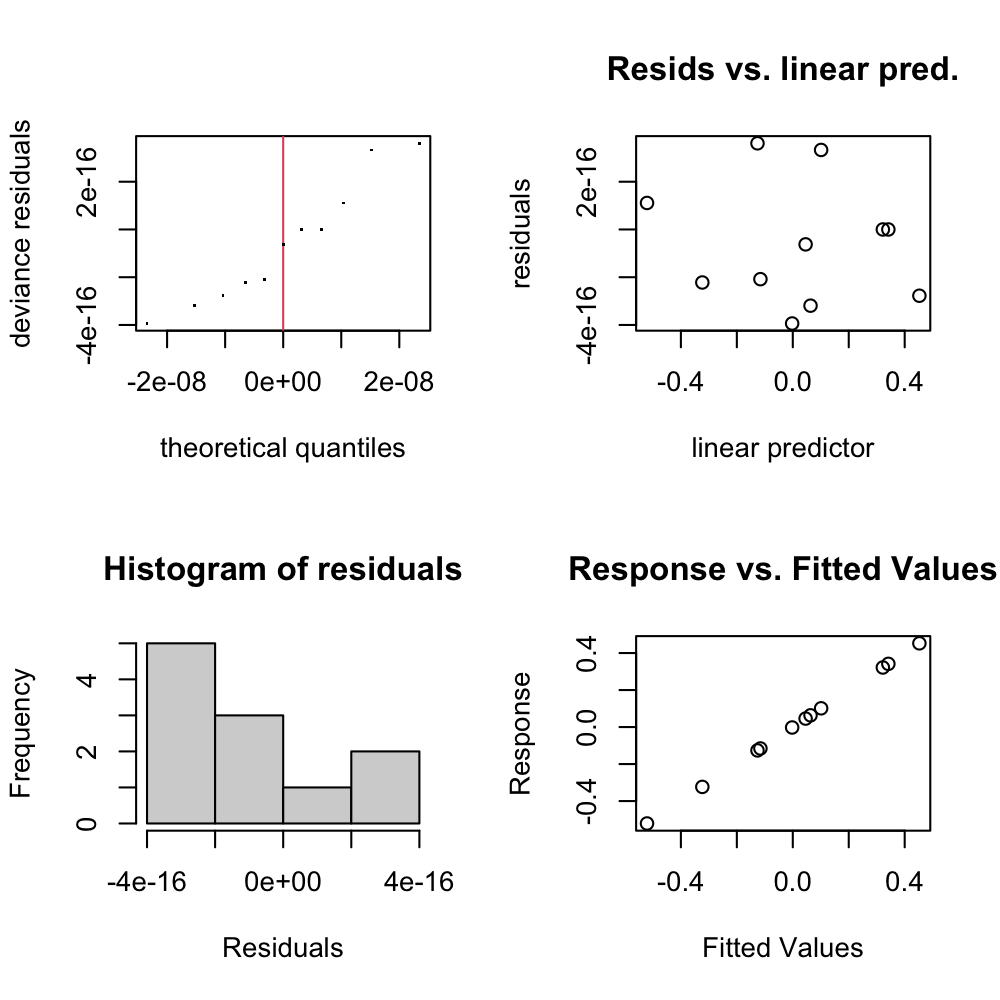 deviance residuals
2e-16
-4e-16
-2e-08 0e+00 2e-08
theoretical quantiles
Resids vs. linear pred.
residuals
2e-16
-4e-16
-0.4 0.0 0.4
linear predictor
Histogram of residuals
Frequency
4
2
0
-4e-16 0e+00 4e-16
Residuals
Response vs. Fitted Values
Response
0.4
0.0
-0.4
-0.4 0.0 0.4
Fitted Values